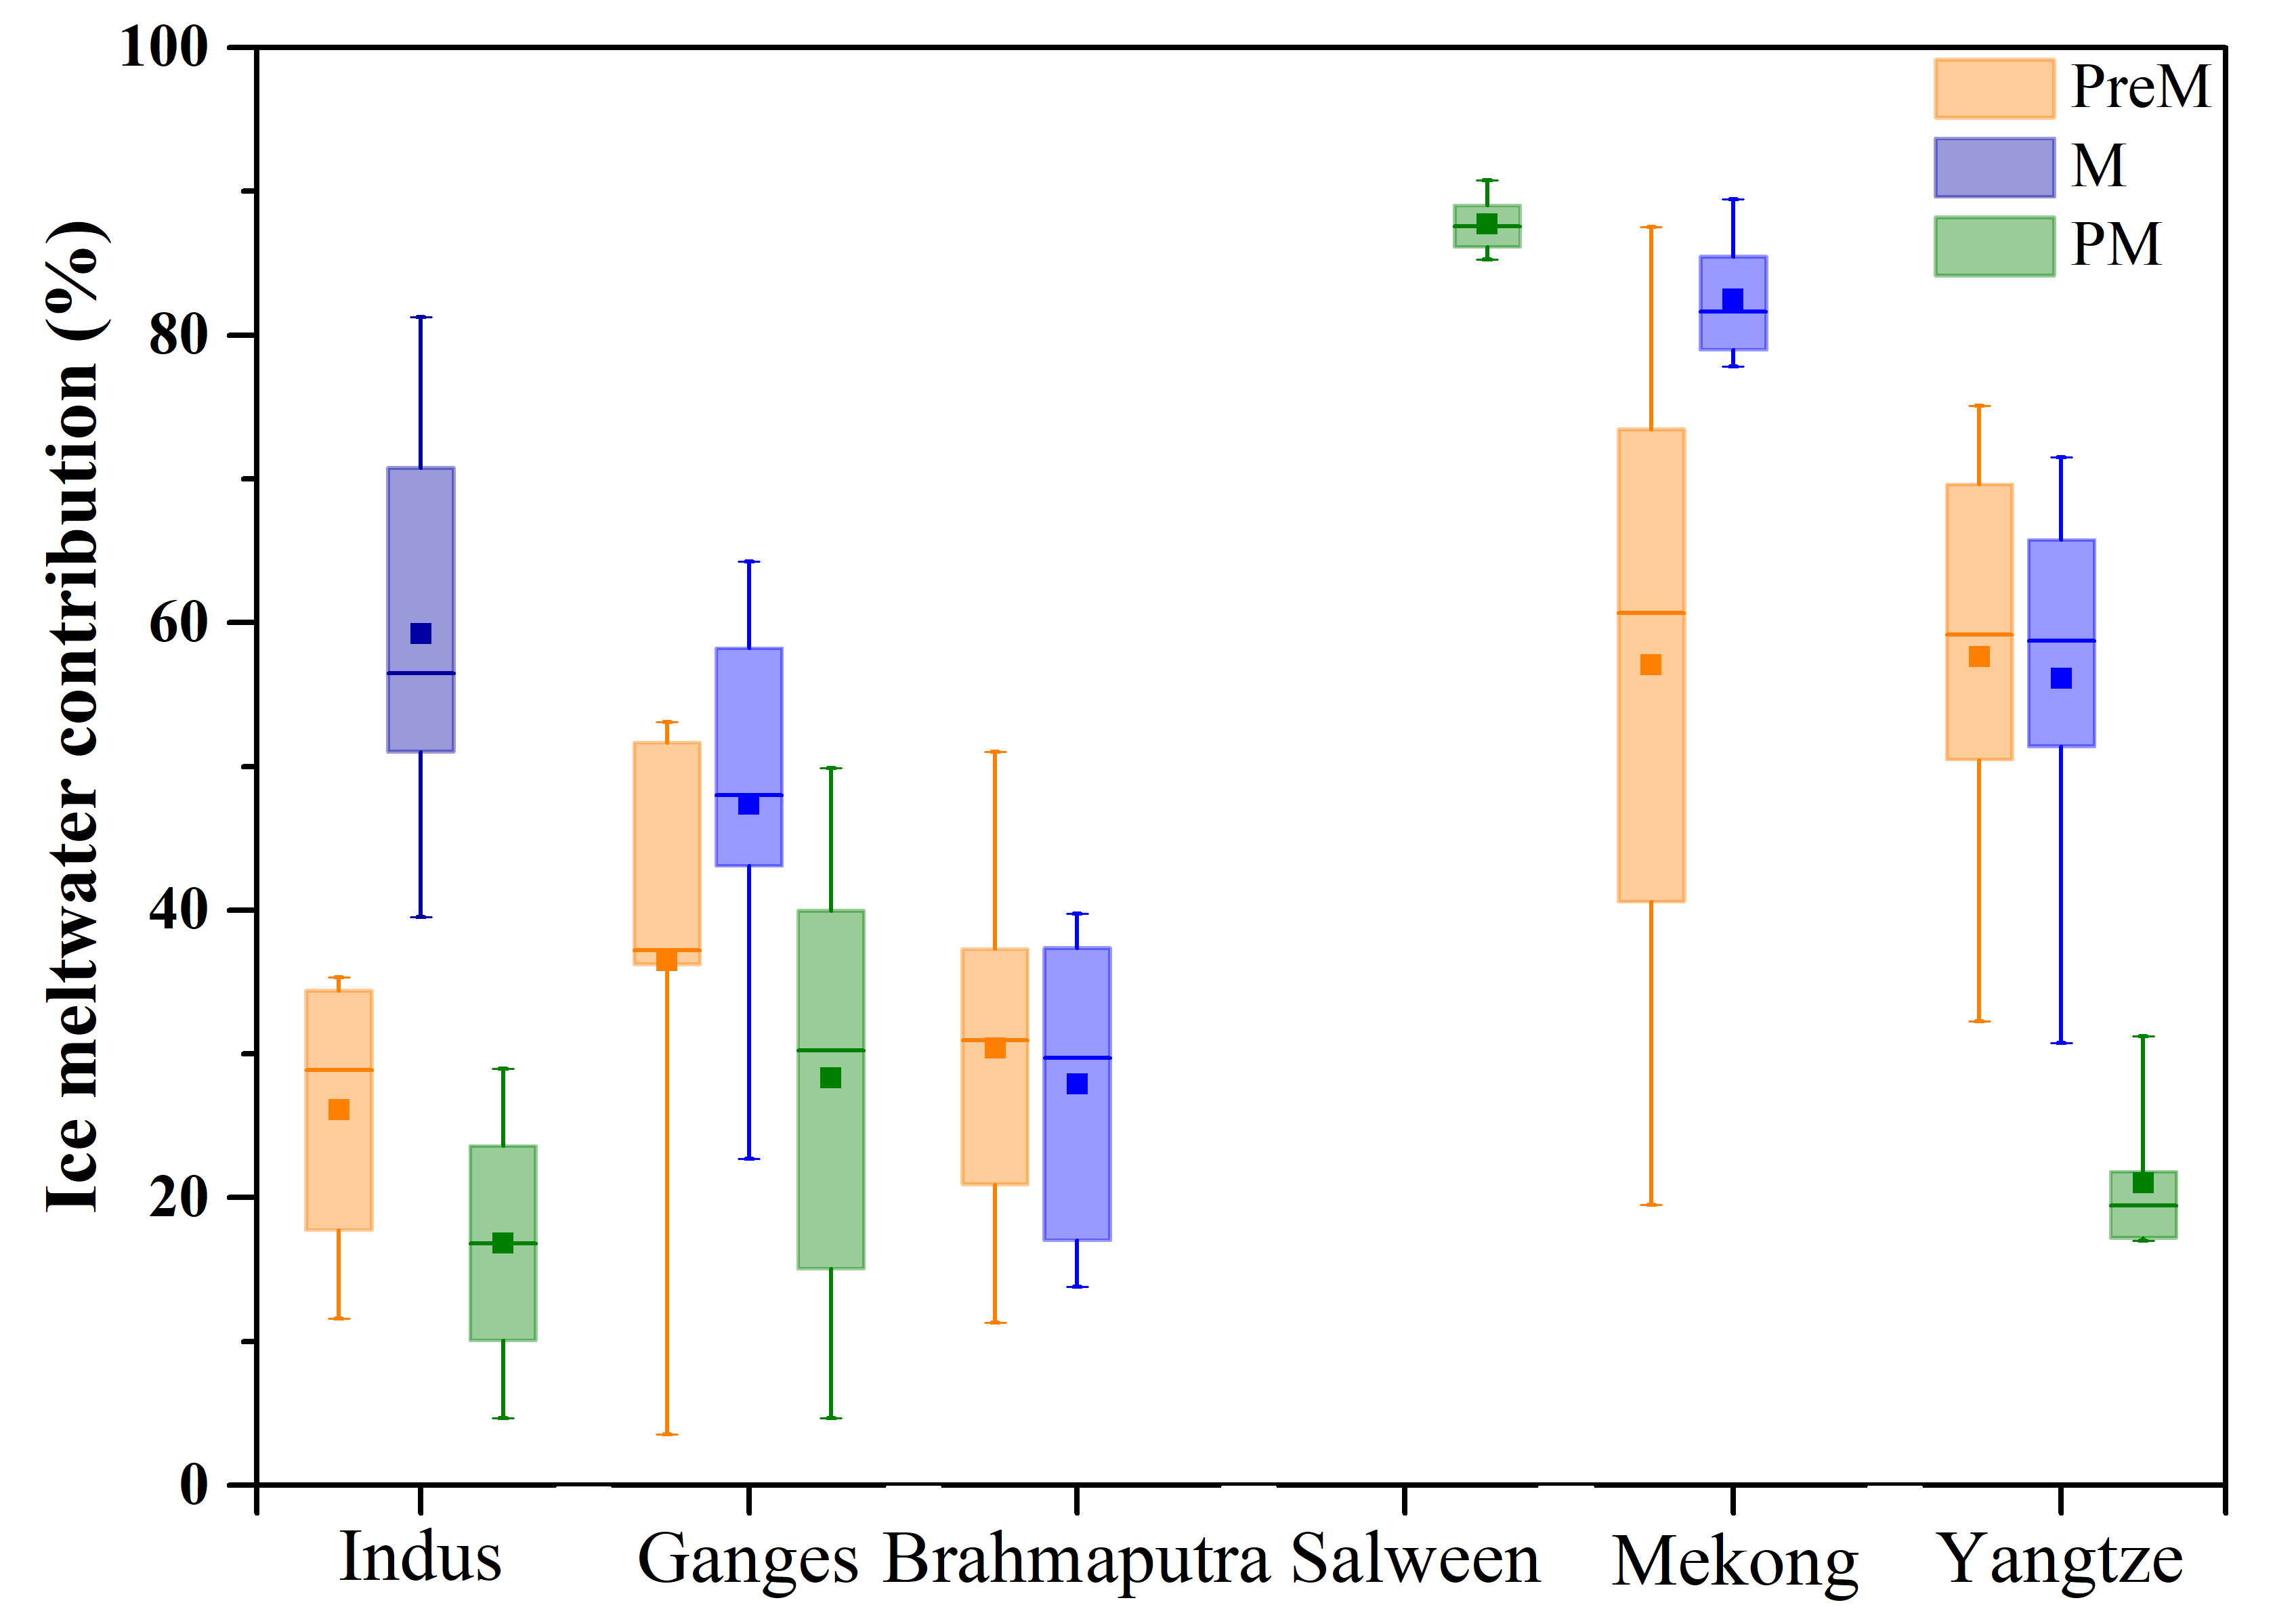 Ice meltwater contribution (%)
100
80
60
40
20
0
PreM
M
PM
Indus
Ganges
Brahmaputra
Salween
Mekong
Yangtze